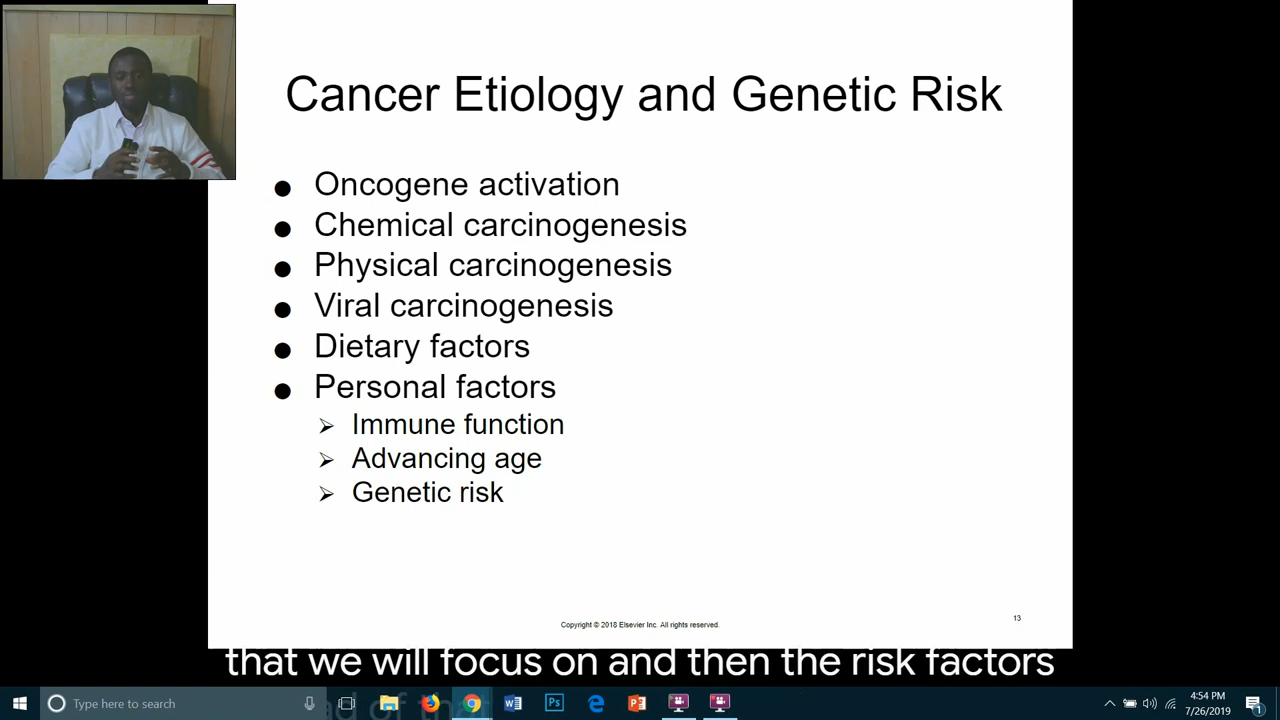 Cancer Etiology and Genetic Risk
Oncogene activation
Chemical carcinogenesis
Physical carcinogenesis
Viral carcinogenesis
Dietary factors
Personal factors
Immune function
Advancing age
Genetic risk
13
Copyright © 2018 Elsevier Inc. All rights reserved.
that we will focus on and then the risk factors
Type here to search
4:54 PM
7/26/2019